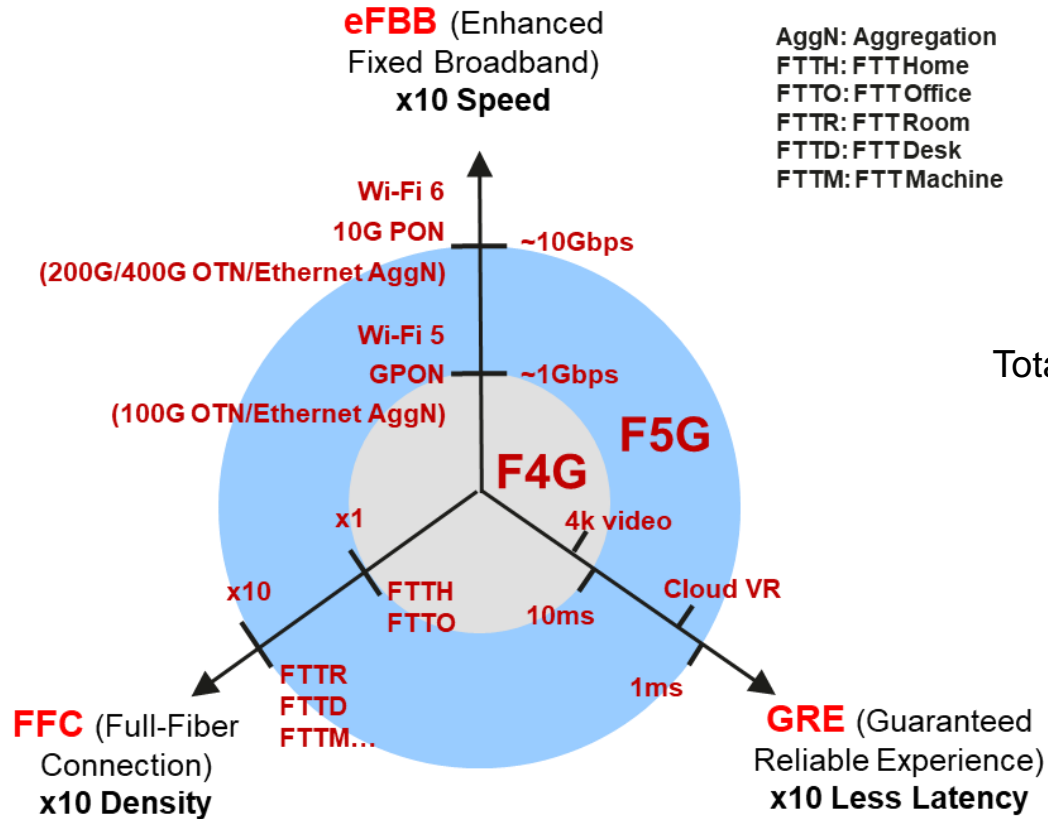 eFBB (Enhanced
Fixed Broadband)
x10 Speed
AggN: Aggregation
FTTH: FTT Home
FTTO: FTT Office
FTTR: FTT Room
FTTD: FTT Desk
FTTM: FTT Machine
Wi-Fi 6
10G PON
~10Gbps
(200G/400G OTN/Ethernet AggN)
Wi-Fi 5
GPON
~1Gbps
(100G OTN/Ethernet AggN)
Tota
F5G
F4G
x1
4k video
x10
FTTH
FTTO
10ms
Cloud VR
FTTR
FTTD
FTTM...
1ms
FFC (Full-Fiber
Connection)
x10 Density
GRE (Guaranteed
Reliable Experience)
x10 Less Latency